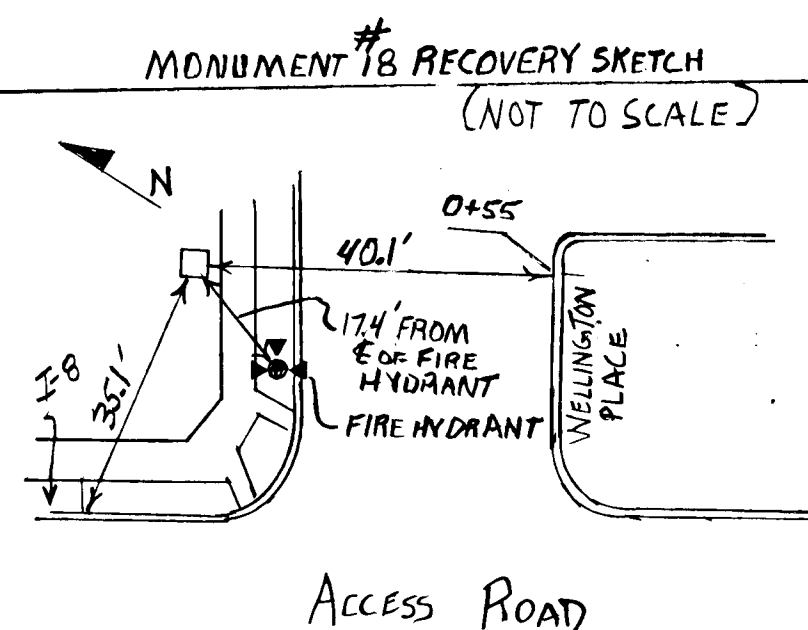 MONUMENT #18 RECOVERY SKETCH
(NOT TO SCALE)
N
0+55
40.1'
17.4' FROM
℄ OF FIRE
HYDRANT
FIRE HYDRANT
WELLINGTON
PLACE
I-8
35.1'
ACCESS ROAD